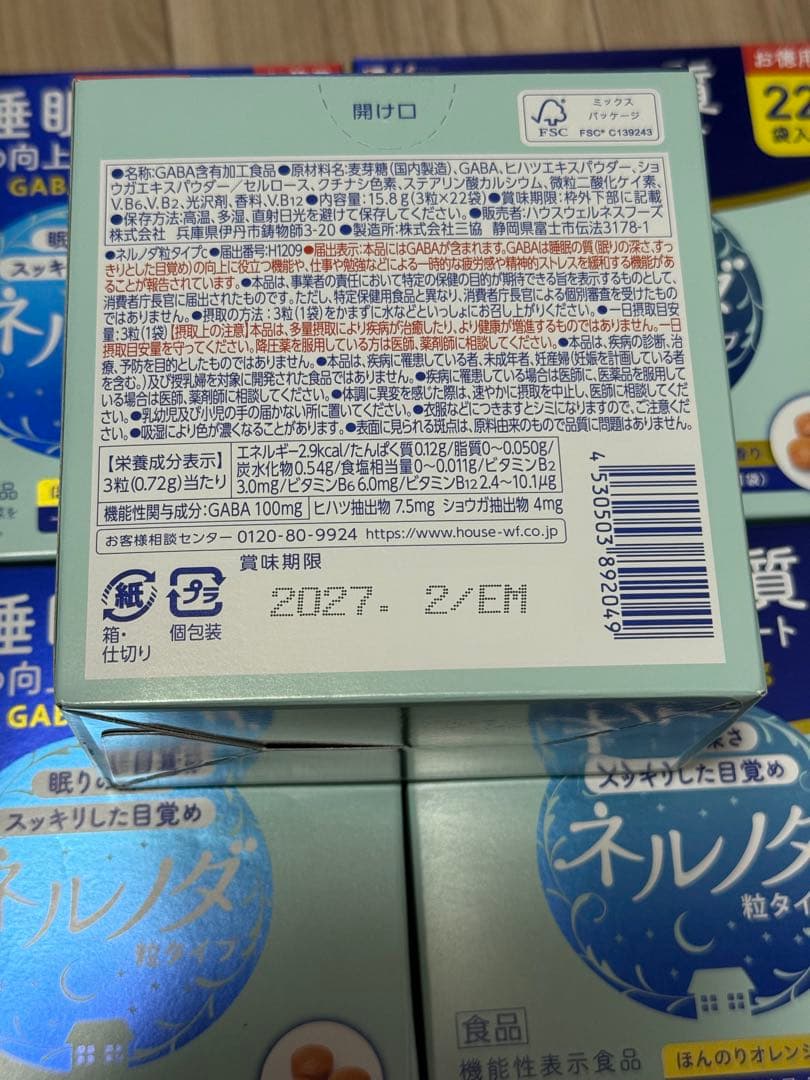 睡眠
向上
GABA
お徳用
22
袋入
質
開け口
FSC
ミックス
パッケージ
FSC® C139243
●名称:GABA含有加工食品●原材料名:麦芽糖(国内製造)、GABA、ヒハツエキスパウダー、ショ
ウガエキスパウダー／セルロース、クチナシ色素、ステアリン酸カルシウム、微粒二酸化ケイ素、
V.B6、V.B2、光沢剤、香料、V.B12●内容量:15.8g(3粒×22袋)●賞味期限:枠外下部に記載
●保存方法:高温、多湿、直射日光を避けて保存してください。●販売者:ハウスウェルネスフーズ
株式会社 兵庫県伊丹市鋳物師3-20●製造所:株式会社三協 静岡県富士市伝法3178-1
●ネルノダ粒タイプc●届出番号:H1209●届出表示:本品にはGABAが含まれます。GABAは睡眠の質(眠りの深さ、すっ
きりとした目覚め)の向上に役立つ機能や、仕事や勉強などによる一時的な疲労感や精神的ストレスを緩和する機能があ
ることが報告されています。●本品は、事業者の責任において特定の保健の目的が期待できる旨を表示するものとして、
消費者庁長官に届出されたものです。ただし、特定保健用食品と異なり、消費者庁長官による個別審査を受けたもの
ではありません。●摂取の方法:3粒(1袋)をかまずに水などといっしょにお召し上がりください。●一日摂取目安
量:3粒(1袋)【摂取上の注意】本品は、多量摂取により疾病が治癒したり、より健康が増進するものではありません。一日
摂取目安量を守ってください。降圧薬を服用している方は医師、薬剤師に相談してください。●本品は、疾病の診断、治
療、予防を目的としたものではありません。●本品は、疾病に罹患している者、未成年者、妊産婦(妊娠を計画している者
を含む。)及び授乳婦を対象に開発された食品ではありません。●疾病に罹患している場合は医師に、医薬品を服用して
いる場合は医師、薬剤師に相談してください。●体調に異変を感じた際は、速やかに摂取を中止し、医師に相談してくだ
さい。●乳幼児及び小児の手の届かない所に置いてください。●衣服などにつきますとシミになりますので、ご注意くだ
さい。●吸湿により色が濃くなることがあります。●表面に見られる斑点は、原料由来のもので品質に問題はありません。
【栄養成分表示】
3粒(0.72g)当たり
エネルギー2.9kcal/たんぱく質0.12g/脂質0～0.050g/
炭水化物0.54g/食塩相当量0～0.011g/ビタミンB2
3.0mg/ビタミンB6 6.0mg/ビタミンB12 2.4～10.1μg
機能性関与成分:GABA 100mg ヒハツ抽出物 7.5mg ショウガ抽出物 4mg
お客様相談センター 0120-80-9924 https://www.house-wf.co.jp
賞味期限
2027. 2/EM
紙
箱・
仕切り
プラ
個包装
4 530503 892049
質
ート
睡
向上
GAB
眠りの
スッキリした目覚め
ネルノダ
粒タイプ
深さ
スッキリした目覚め
ネルノダ
粒タイプ
食品
機能性表示食品
ほんのりオレンジ